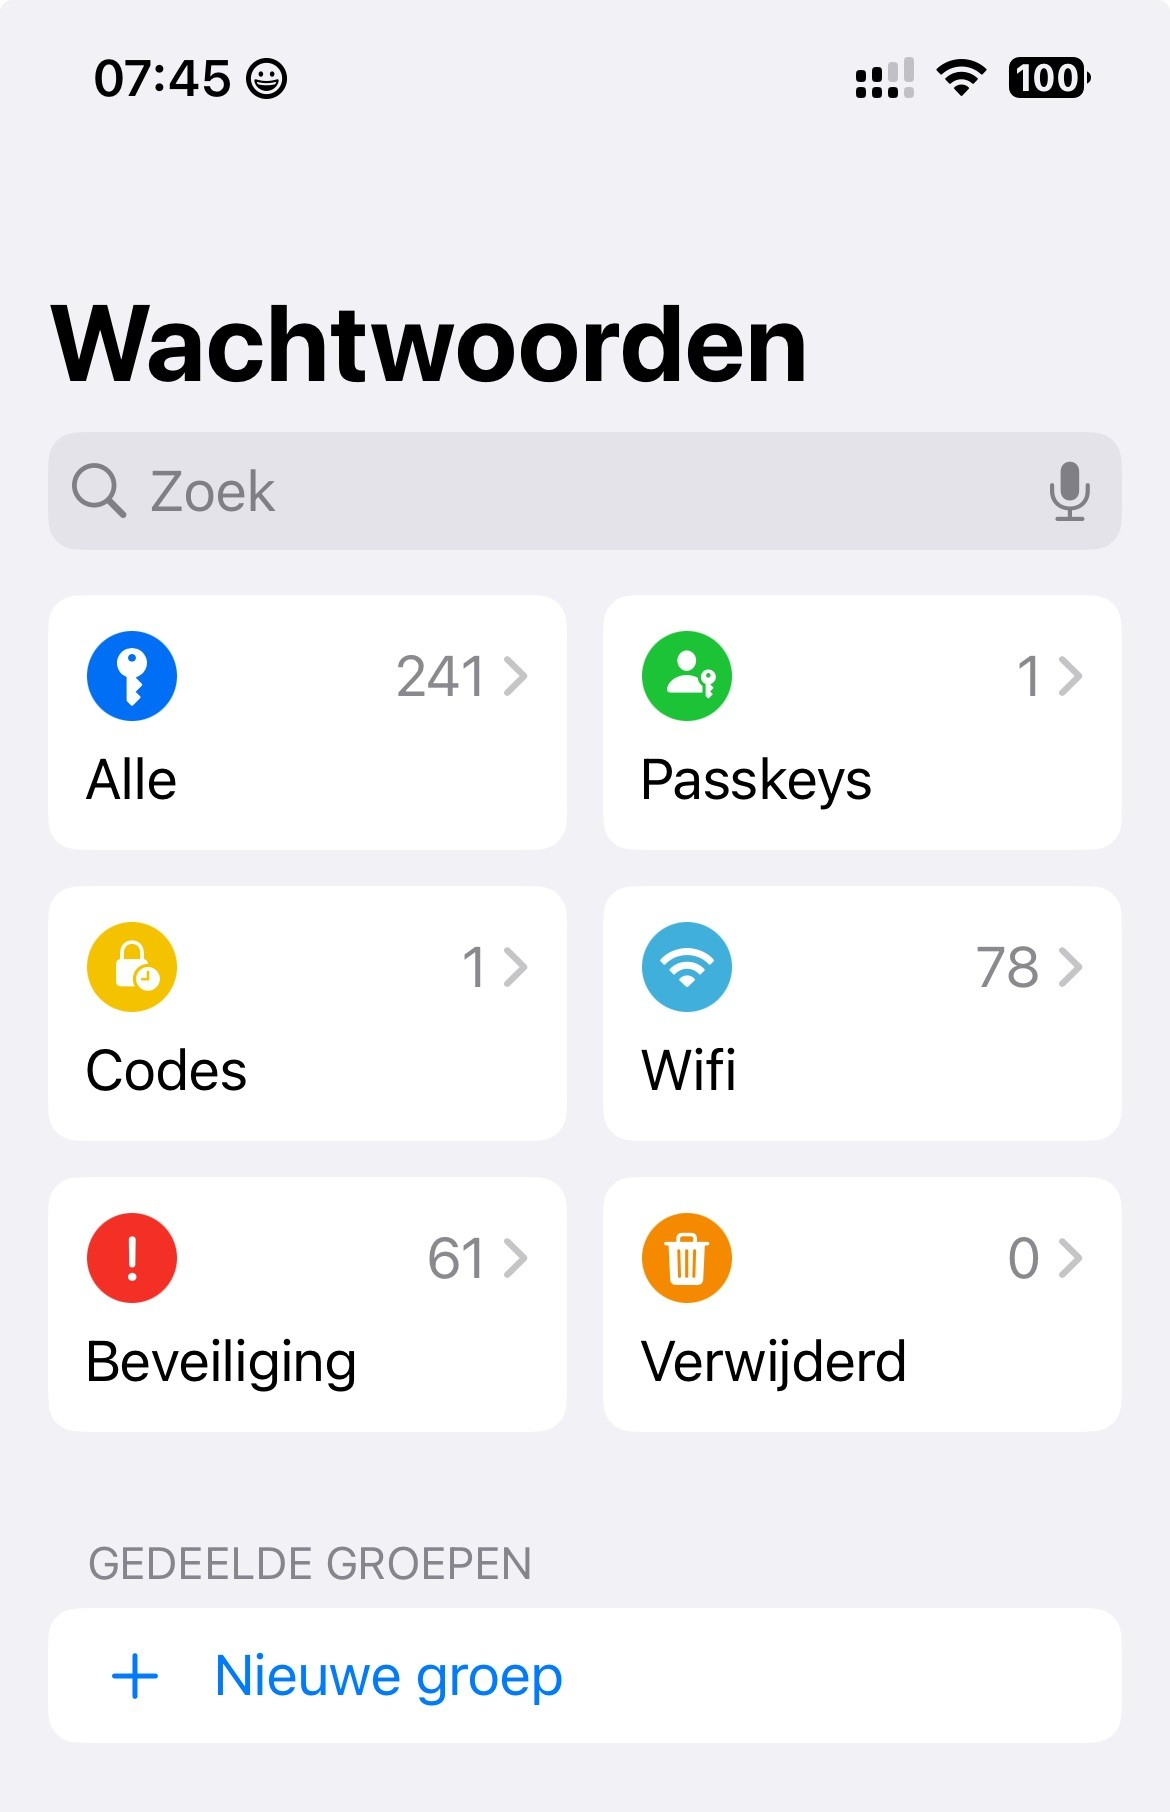 07:45
100
Wachtwoorden
Zoek
241
Alle
1
Passkeys
1
Codes
78
Wifi
61
Beveiliging
0
Verwijderd
GEDEELDE GROEPEN
Nieuwe groep